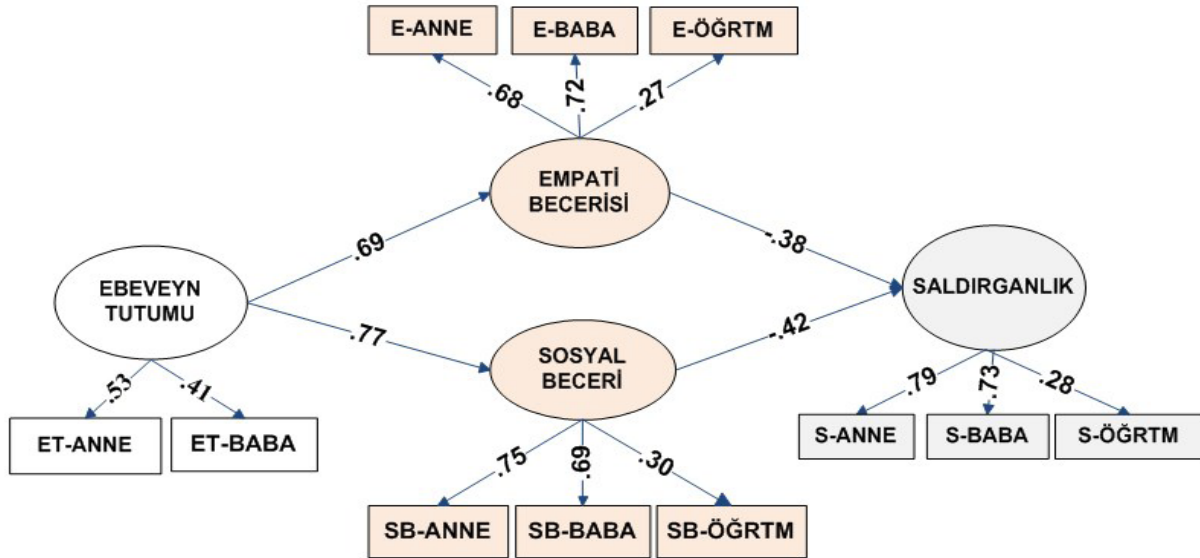 E-ANNE
E-BABA
E-ÖĞRTM
.68
.72
.27
EMPATİ
BECERİSİ
.69
-.38
EBEVEYN
TUTUMU
SALDIRGANLIK
.77
-.42
SOSYAL
BECERİ
.53
.41
ET-ANNE
ET-BABA
.79
.73
.28
S-ANNE
S-BABA
S-ÖĞRTM
.75
.69
.30
SB-ANNE
SB-BABA
SB-ÖĞRTM